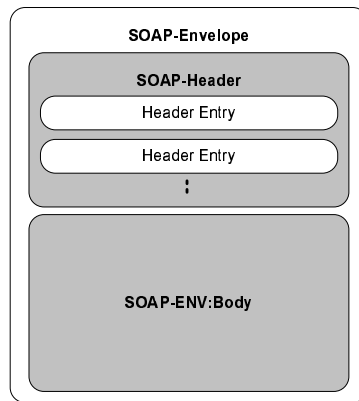 SOAP-Envelope
SOAP-Header
Header Entry
Header Entry
SOAP-ENV:Body